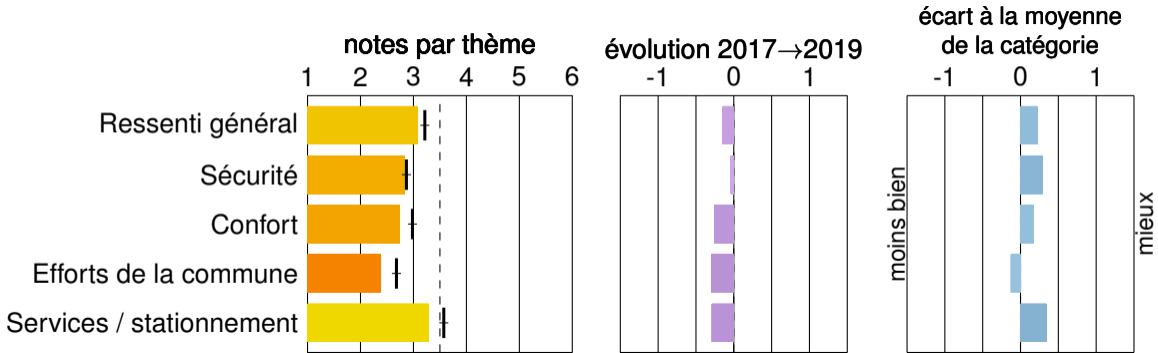 notes par thème
1 2 3 4 5 6
Ressenti général
Sécurité
Confort
Efforts de la commune
Services / stationnement
évolution 2017→2019
-1 0 1
écart à la moyenne
de la catégorie
-1 0 1
moins bien
mieux